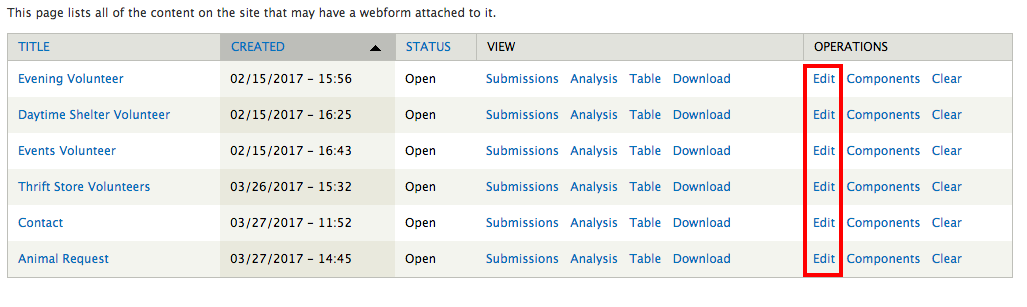 This page lists all of the content on the site that may have a webform attached to it.
TITLE CREATED STATUS VIEW OPERATIONS
Evening Volunteer 02/15/2017 – 15:56 Open Submissions Analysis Table Download Edit Components Clear
Daytime Shelter Volunteer 02/15/2017 – 16:25 Open Submissions Analysis Table Download Edit Components Clear
Events Volunteer 02/15/2017 – 16:43 Open Submissions Analysis Table Download Edit Components Clear
Thrift Store Volunteers 03/26/2017 – 15:32 Open Submissions Analysis Table Download Edit Components Clear
Contact 03/27/2017 – 11:52 Open Submissions Analysis Table Download Edit Components Clear
Animal Request 03/27/2017 – 14:45 Open Submissions Analysis Table Download Edit Components Clear